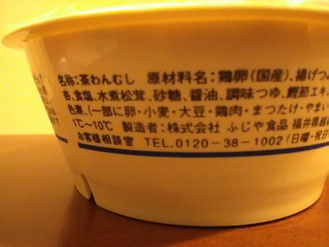 名称:茶わんむし 原材料名:鶏卵(国産)、揚げつ
谷、食塩、水煮松茸、砂糖、醤油、調味つゆ、鰹節エキ
色素、(一部に卵・小麦・大豆・鶏肉・まつたけ・やまい
1℃〜10℃ 製造者:株式会社 ふじや食品 福井県越
お客様相談室 TEL.0120-38-1002(日曜・祝日